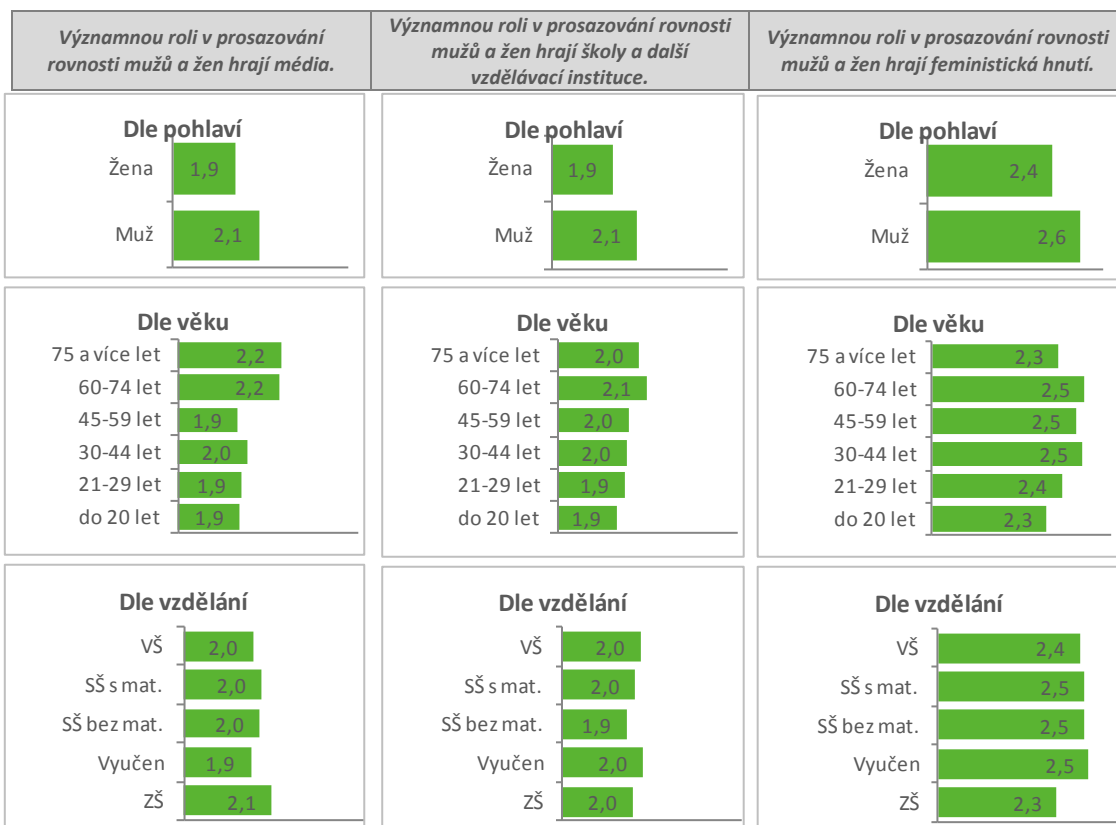 Významnou roli v prosazování
rovnosti mužů a žen hrají média.
Významnou roli v prosazování rovnosti
mužů a žen hrají školy a další
vzdělávací instituce.
Významnou roli v prosazování rovnosti
mužů a žen hrají feministická hnutí.
Dle pohlaví
Žena
1,9
Muž
2,1
Dle pohlaví
Žena
1,9
Muž
2,1
Dle pohlaví
Žena
2,4
Muž
2,6
Dle věku
75 a více let
2,2
60-74 let
2,2
45-59 let
1,9
30-44 let
2,0
21-29 let
1,9
do 20 let
1,9
Dle věku
75 a více let
2,0
60-74 let
2,1
45-59 let
2,0
30-44 let
2,0
21-29 let
1,9
do 20 let
1,9
Dle věku
75 a více let
2,3
60-74 let
2,5
45-59 let
2,5
30-44 let
2,5
21-29 let
2,4
do 20 let
2,3
Dle vzdělání
VŠ
2,0
SŠ s mat.
2,0
SŠ bez mat.
2,0
Vyučen
1,9
ZŠ
2,1
Dle vzdělání
VŠ
2,0
SŠ s mat.
2,0
SŠ bez mat.
1,9
Vyučen
2,0
ZŠ
2,0
Dle vzdělání
VŠ
2,4
SŠ s mat.
2,5
SŠ bez mat.
2,5
Vyučen
2,5
ZŠ
2,3